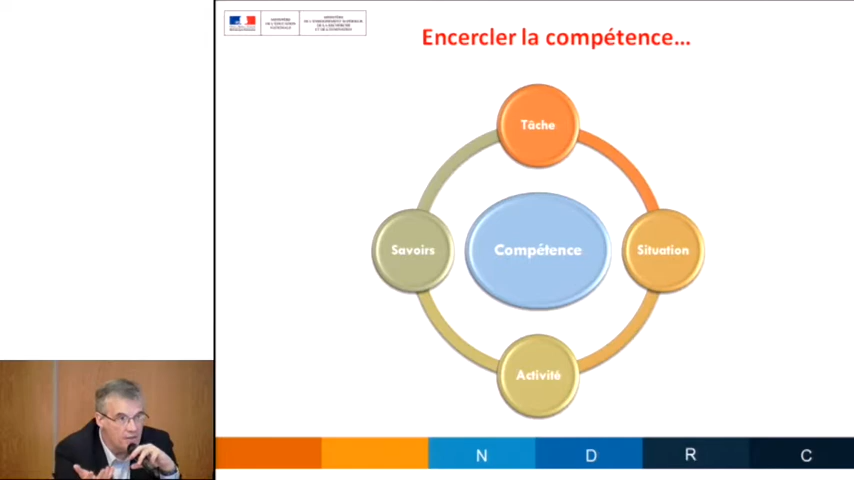 Encercler la compétence...
Tâche
Savoirs
Compétence
Situation
Activité
N D R C